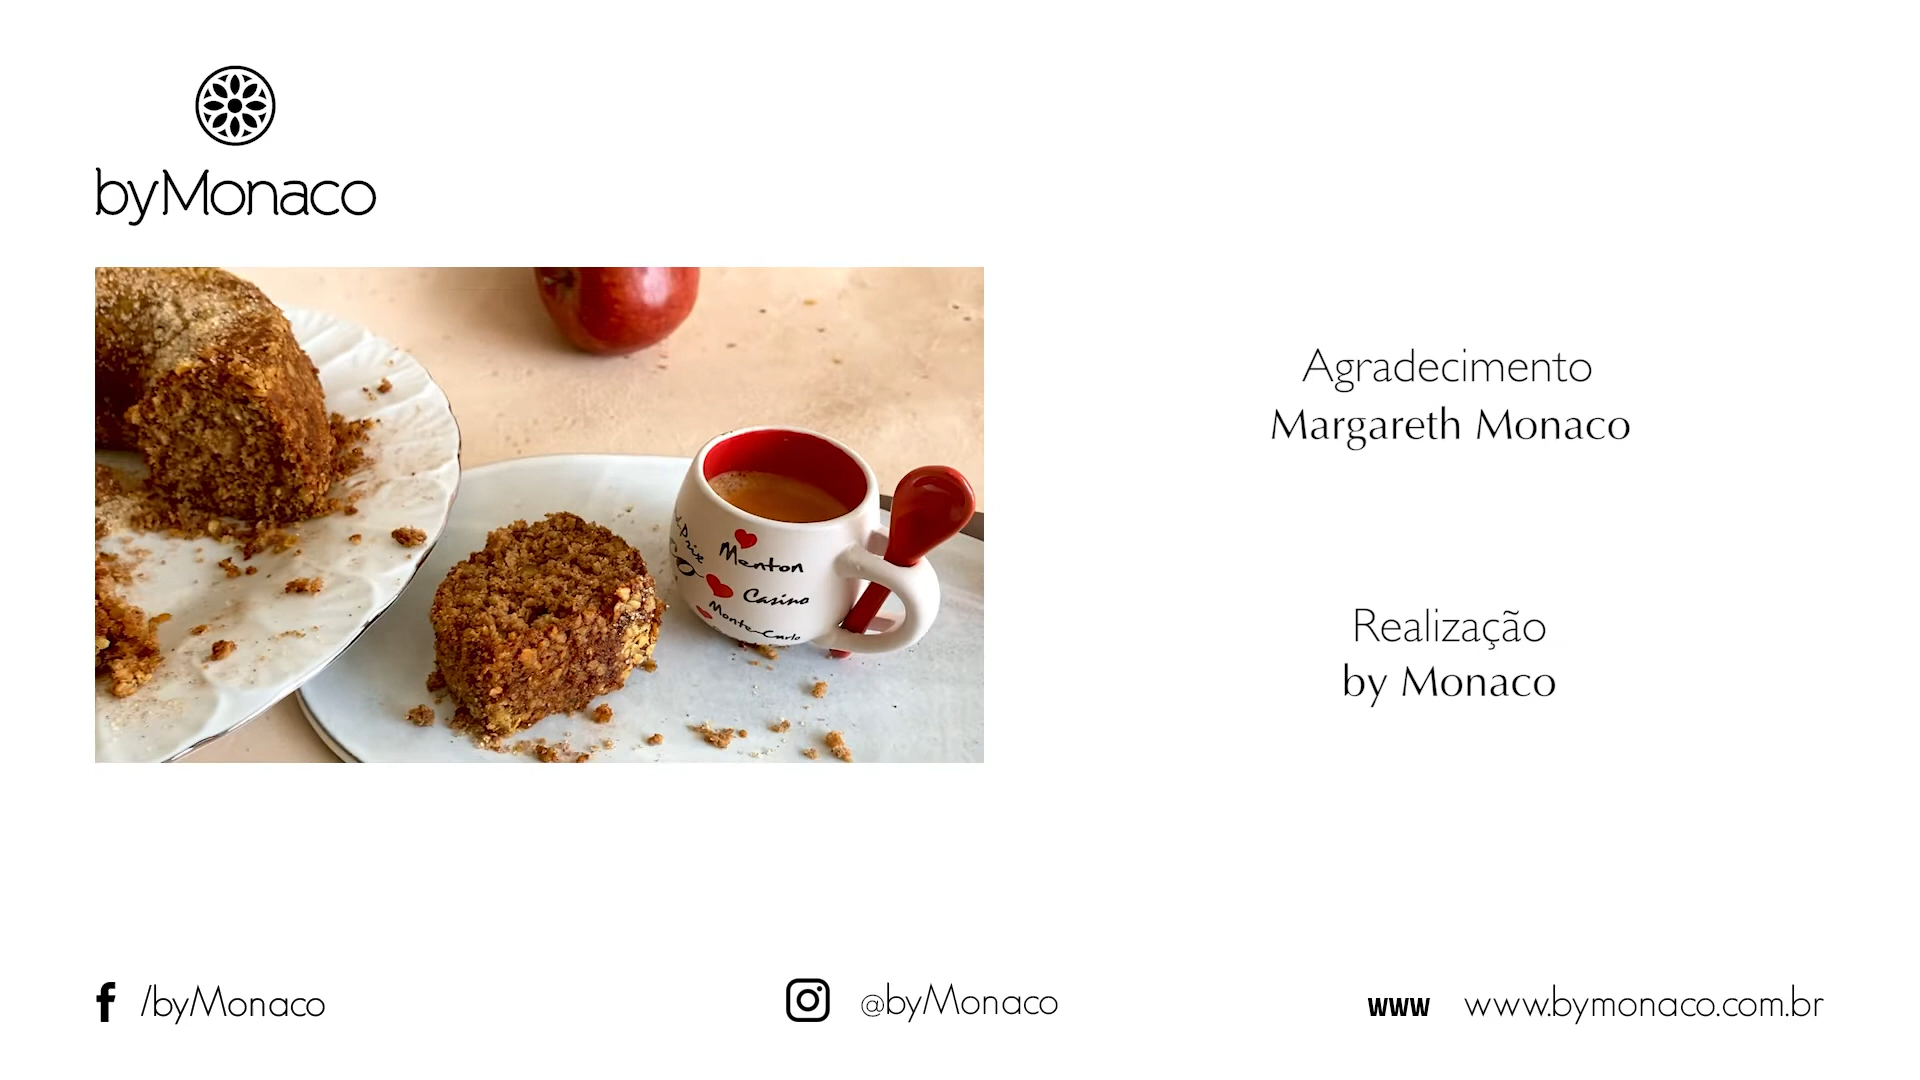 byMonaco
Menton
Casino
Monte-Carlo
Agradecimento
Margareth Monaco
Realização
by Monaco
f /byMonaco
@byMonaco
www www.bymonaco.com.br